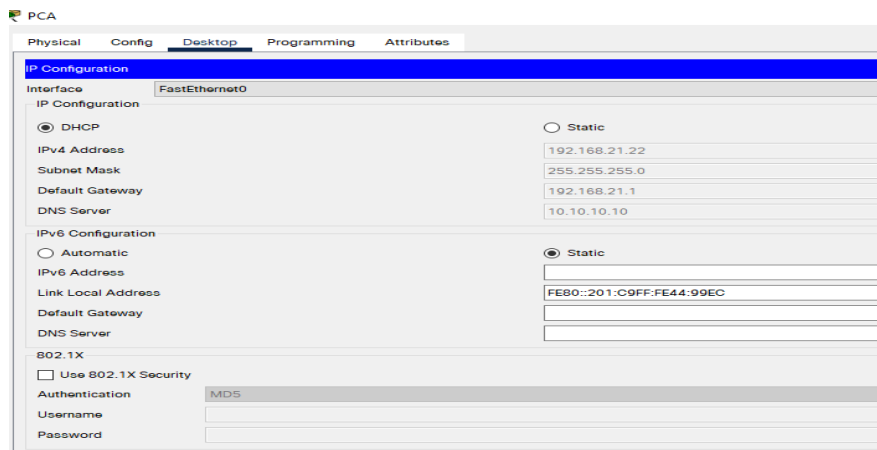 PCA
Physical Config Desktop Programming Attributes
IP Configuration
Interface FastEthernet0
IP Configuration
DHCP Static
IPv4 Address 192.168.21.22
Subnet Mask 255.255.255.0
Default Gateway 192.168.21.1
DNS Server 10.10.10.10
IPv6 Configuration
Automatic Static
IPv6 Address
Link Local Address FE80::201:C9FF:FE44:99EC
Default Gateway
DNS Server
802.1X
Use 802.1X Security
Authentication MD5
Username
Password